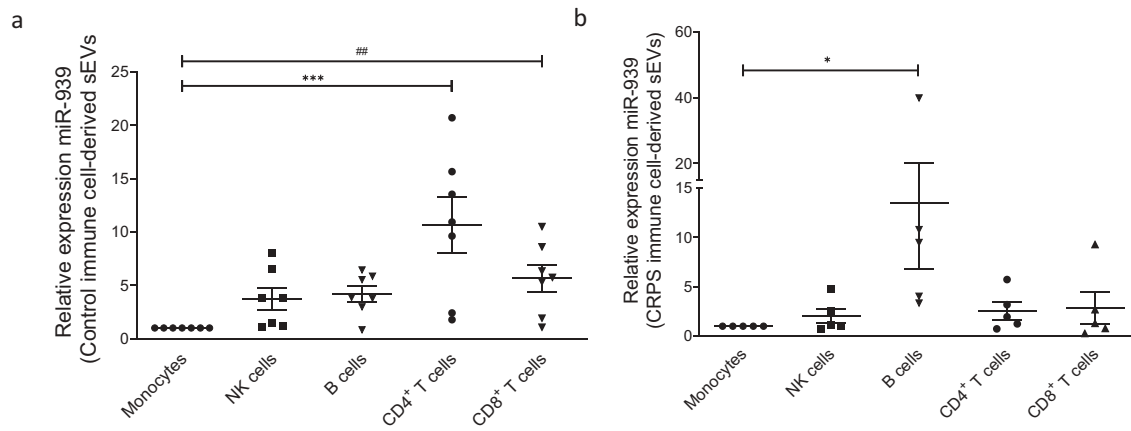 a
Relative expression miR-939
(Control immune cell-derived sEVs)
25
20
15
10
5
0
##
***
Monocytes
NK cells
B cells
CD4⁺ T cells
CD8⁺ T cells
b
Relative expression miR-939
(CRPS immune cell-derived sEVs)
60
40
20
15
10
5
0
*
Monocytes
NK cells
B cells
CD4⁺ T cells
CD8⁺ T cells